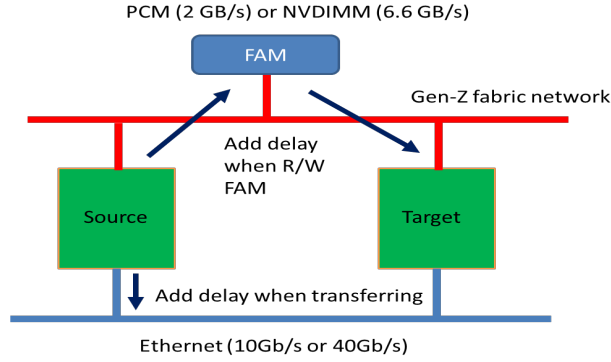 PCM (2 GB/s) or NVDIMM (6.6 GB/s)
FAM
Gen-Z fabric network
Add delay
when R/W
FAM
Source
Target
Add delay when transferring
Ethernet (10Gb/s or 40Gb/s)